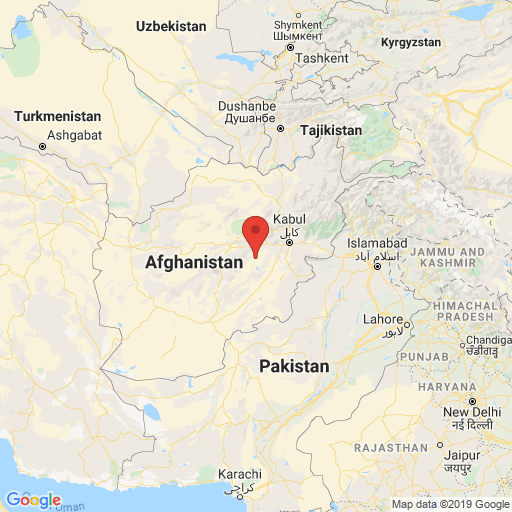 Uzbekistan
Shymkent
Шымкент
Kyrgyzstan
Tashkent
Dushanbe
Душанбе
Turkmenistan
Tajikistan
Ashgabat
Kabul
کابل
Islamabad
اسلام آباد
Afghanistan
JAMMU AND
KASHMIR
HIMACHAL
PRADESH
Lahore
لاہور
Chandiga
ਚੰਡੀਗੜ੍ਹ
PUNJAB
Pakistan
HARYANA
New Delhi
नई दिल्ली
RAJASTHAN
Jaipur
जयपुर
Karachi
کراچی
Google
Oman
Map data ©2019 Google